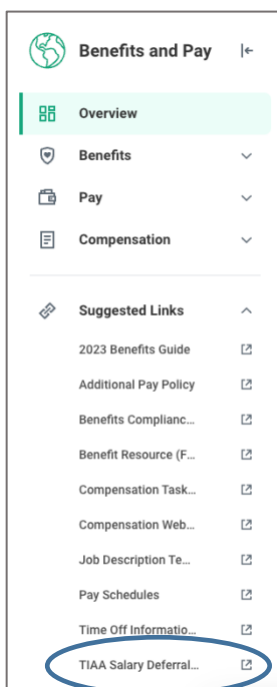 Benefits and Pay
Overview
Benefits
Pay
Compensation
Suggested Links
2023 Benefits Guide
Additional Pay Policy
Benefits Complianc...
Benefit Resource (F...
Compensation Task...
Compensation Web...
Job Description Te...
Pay Schedules
Time Off Informatio...
TIAA Salary Deferral...